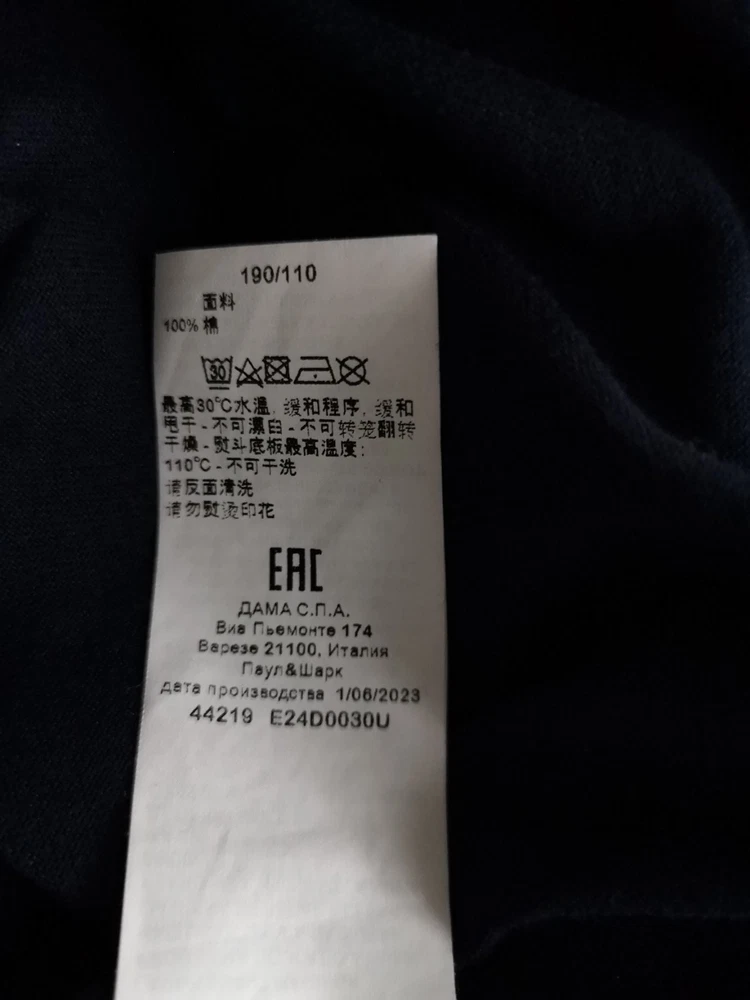 190/110
面料
100% 棉
30
最高30℃水温, 缓和程序, 缓和
甩干 - 不可漂白 - 不可转笼翻转
干燥 - 熨斗底板最高温度:
110℃ - 不可干洗
请反面清洗
请勿熨烫印花
EAC
ДАМА С.П.А.
Виа Пьемонте 174
Варезе 21100, Италия
Паул&Шарк
дата производства 1/06/2023
44219 E24D0030U